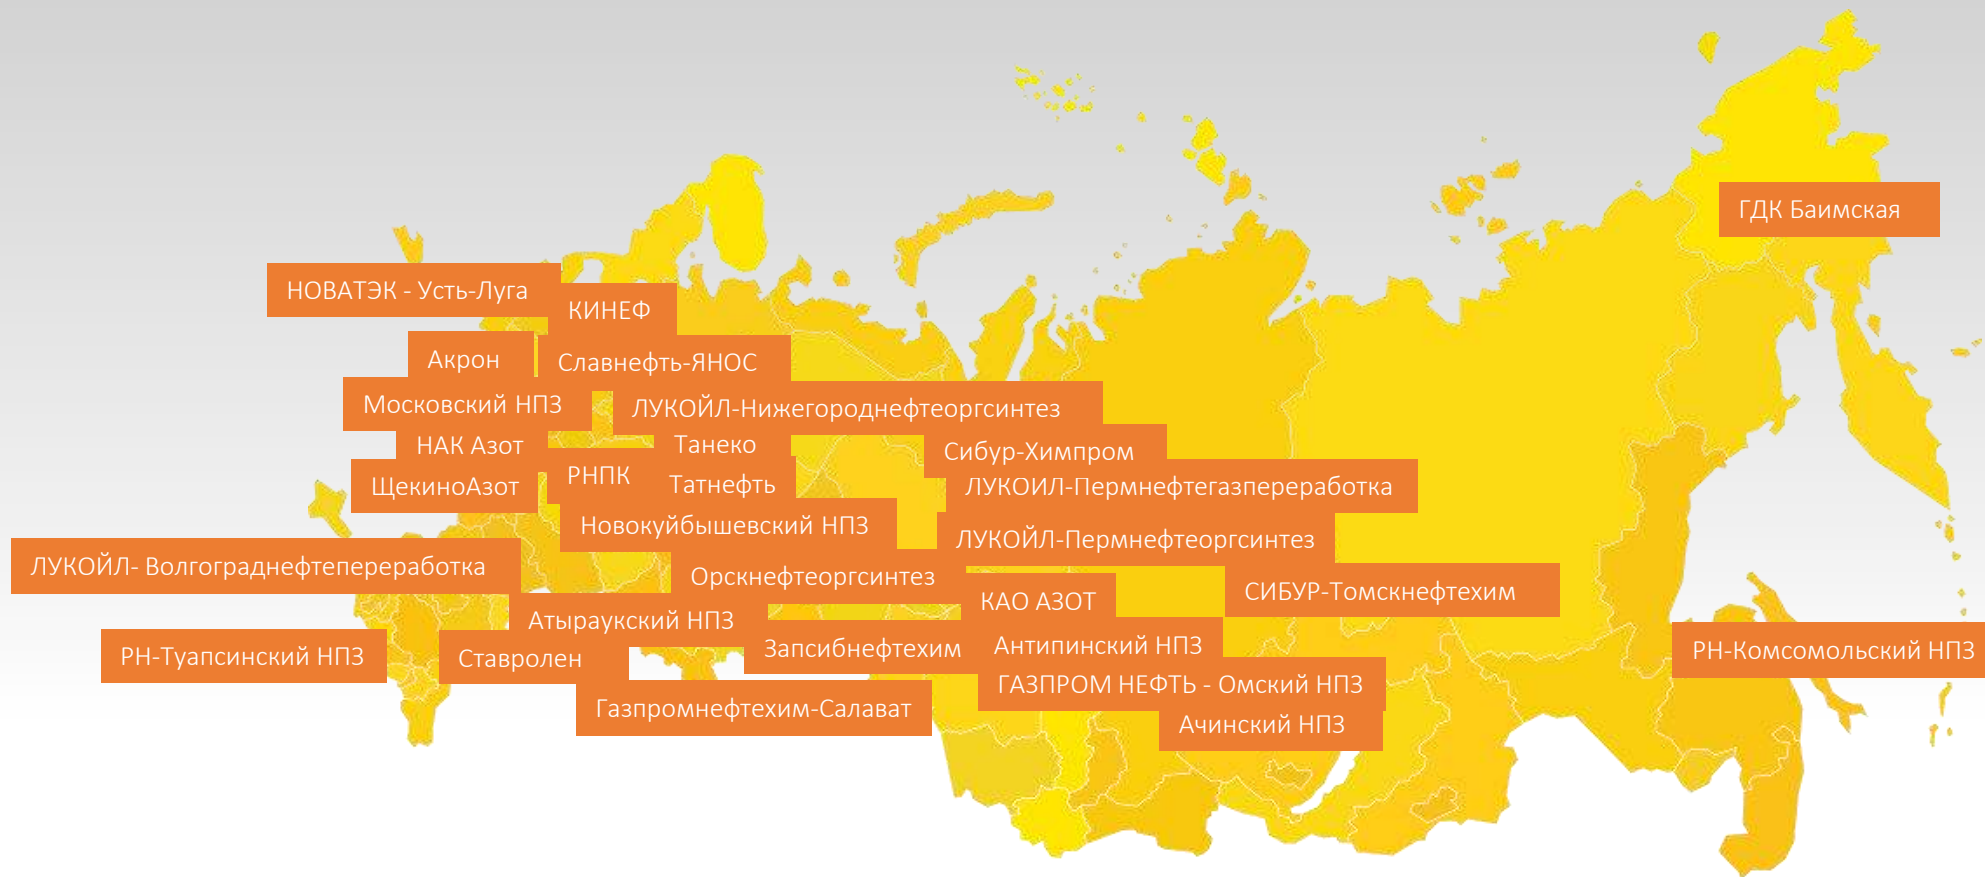 ГДК Баимская
НОВАТЭК - Усть-Луга
КИНЕФ
Акрон
Славнефть-ЯНОС
Московский НПЗ
ЛУКОЙЛ-Нижегороднефтеоргсинтез
НАК Азот
Танеко
Сибур-Химпром
РНПК
Татнефть
ЩекиноАзот
ЛУКОИЛ-Пермнефтегазпереработка
Новокуйбышевский НПЗ
ЛУКОЙЛ-Пермнефтеоргсинтез
ЛУКОЙЛ- Волгограднефтепереработка
Орскнефтеоргсинтез
СИБУР-Томскнефтехим
КАО АЗОТ
Атыраукский НПЗ
Запсибнефтехим
Антипинский НПЗ
РН-Туапсинский НПЗ
Ставролен
РН-Комсомольский НПЗ
ГАЗПРОМ НЕФТЬ - Омский НПЗ
Газпромнефтехим-Салават
Ачинский НПЗ